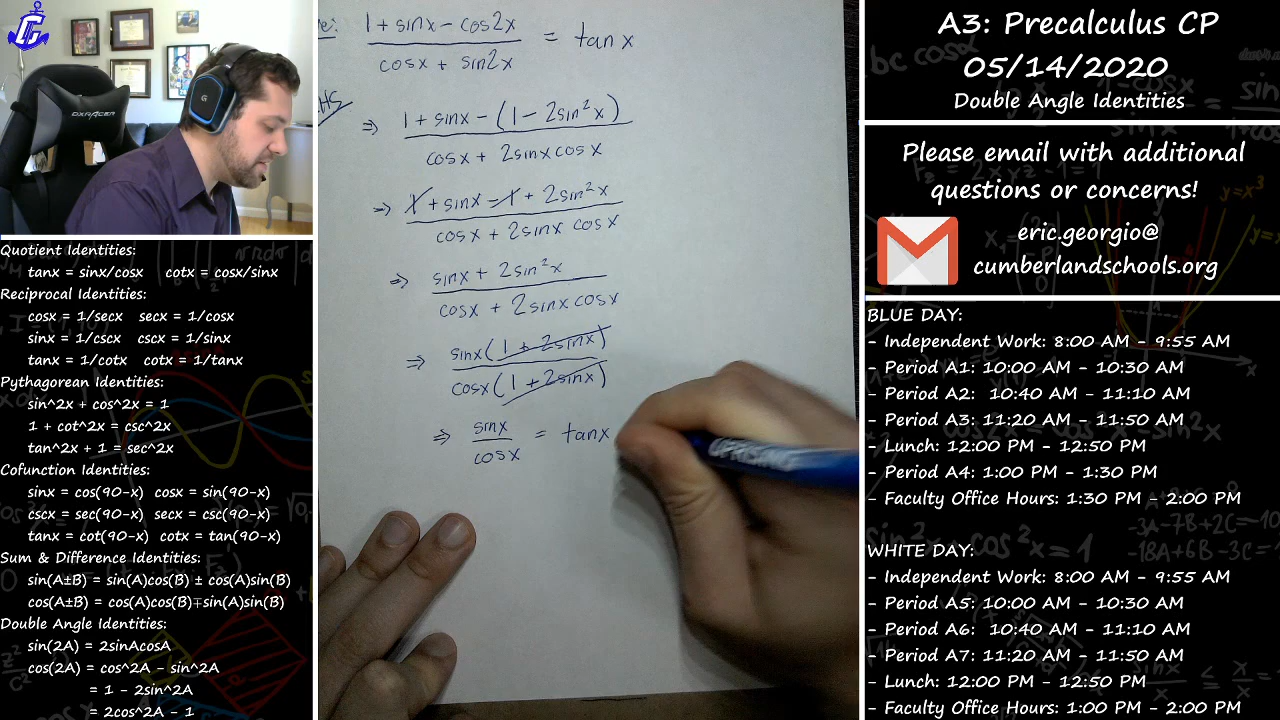 C
DXRACER
G
Quotient Identities:
tanx = sinx/cosx cotx = cosx/sinx
Reciprocal Identities:
cosx = 1/secx secx = 1/cosx
sinx = 1/cscx cscx = 1/sinx
tanx = 1/cotx cotx = 1/tanx
Pythagorean Identities:
sin^2x + cos^2x = 1
1 + cot^2x = csc^2x
tan^2x + 1 = sec^2x
Cofunction Identities:
sinx = cos(90-x) cosx = sin(90-x)
cscx = sec(90-x) secx = csc(90-x)
tanx = cot(90-x) cotx = tan(90-x)
Sum & Difference Identities:
sin(A±B) = sin(A)cos(B) ± cos(A)sin(B)
cos(A±B) = cos(A)cos(B)∓sin(A)sin(B)
Double Angle Identities:
sin(2A) = 2sinAcosA
cos(2A) = cos^2A - sin^2A
= 1 - 2sin^2A
= 2cos^2A - 1
1 + sinx - cos2x
cosx + sin2x
= tanx
⇒ 1 + sinx - (1 - 2sin²x)
cosx + 2sinx cosx
⇒ 1 + sinx - 1 + 2sin²x
cosx + 2sinx cosx
⇒ sinx + 2sin²x
cosx + 2sinx cosx
⇒ sinx(1 + 2sinx)
cosx(1 + 2sinx)
⇒ sinx
cosx
= tanx
UPRISING
A3: Precalculus CP
05/14/2020
Double Angle Identities
Please email with additional
questions or concerns!
eric.georgio@
cumberlandschools.org
BLUE DAY:
- Independent Work: 8:00 AM - 9:55 AM
- Period A1: 10:00 AM - 10:30 AM
- Period A2: 10:40 AM - 11:10 AM
- Period A3: 11:20 AM - 11:50 AM
- Lunch: 12:00 PM - 12:50 PM
- Period A4: 1:00 PM - 1:30 PM
- Faculty Office Hours: 1:30 PM - 2:00 PM
WHITE DAY:
- Independent Work: 8:00 AM - 9:55 AM
- Period A5: 10:00 AM - 10:30 AM
- Period A6: 10:40 AM - 11:10 AM
- Period A7: 11:20 AM - 11:50 AM
- Lunch: 12:00 PM - 12:50 PM
- Faculty Office Hours: 1:00 PM - 2:00 PM